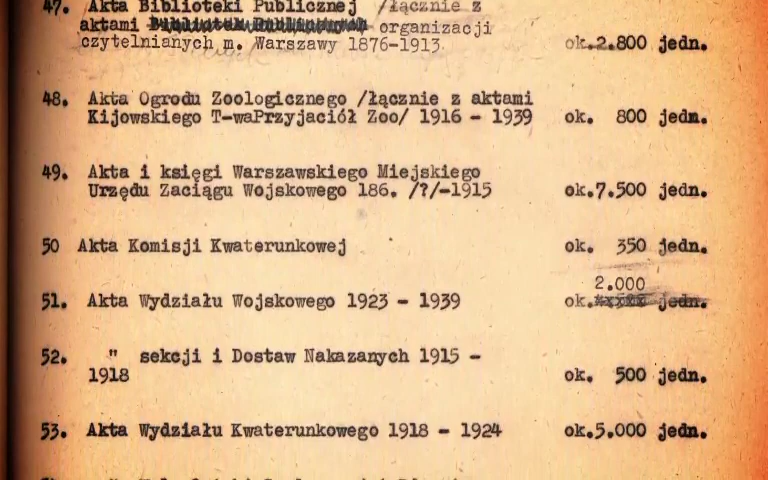 47. Akta Biblioteki Publicznej /łącznie z
aktami organizacji
czytelnianych m. Warszawy 1876-1913 ok.2.800 jedn.
48. Akta Ogrodu Zoologicznego /łącznie z aktami
Kijowskiego T-waPrzyjaciół Zoo/ 1916 - 1939 ok. 800 jedn.
49. Akta i księgi Warszawskiego Miejskiego
Urzędu Zaciągu Wojskowego 186. /?/-1915 ok.7.500 jedn.
50 Akta Komisji Kwaterunkowej ok. 350 jedn.
2.000
51. Akta Wydziału Wojskowego 1923 - 1939 ok. jedn.
52. " sekcji i Dostaw Nakazanych 1915 -
1918 ok. 500 jedn.
53. Akta Wydziału Kwaterunkowego 1918 - 1924 ok.5.000 jedn.